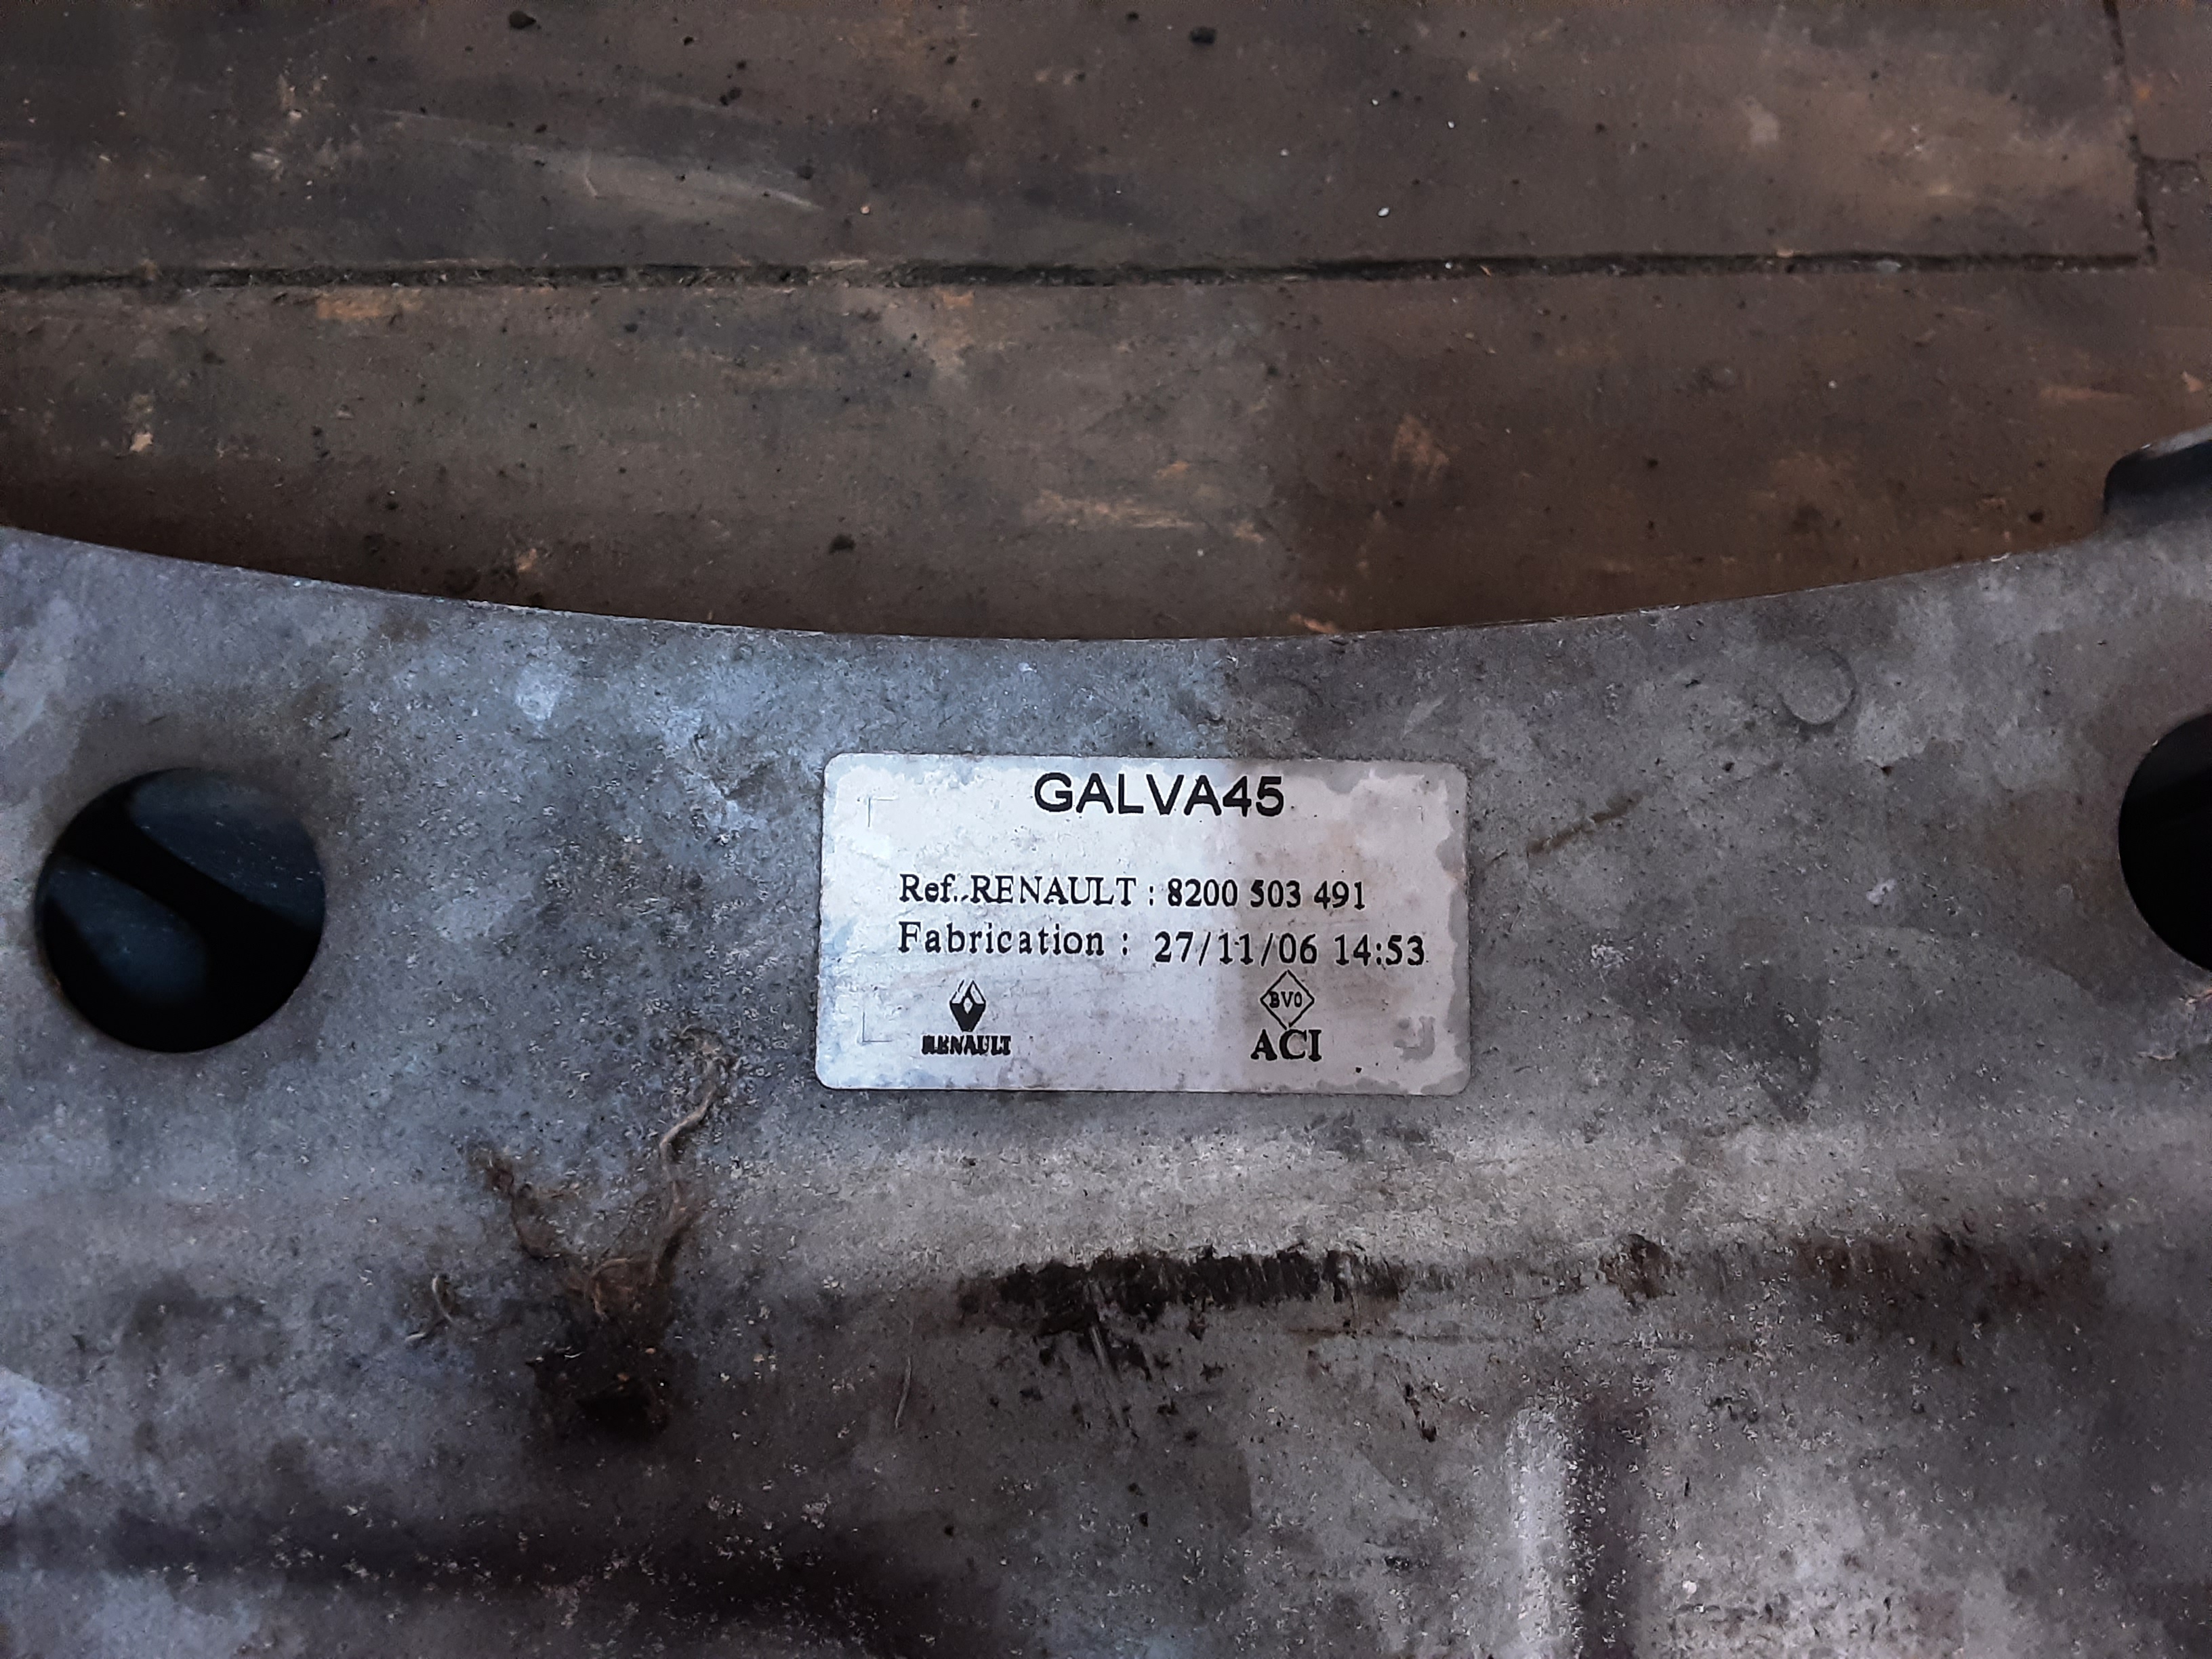 GALVA45
Ref. RENAULT : 8200 503 491
Fabrication : 27/11/06 14:53
BVO
RENAULT
ACI